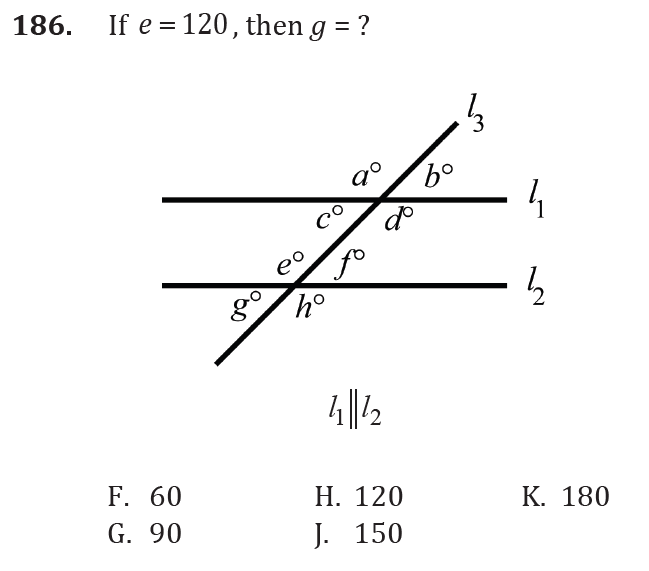 186. If e = 120, then g = ?
l3
a° b°
l1
c° d°
e° f°
l2
g° h°
l1 || l2
F. 60 H. 120 K. 180
G. 90 J. 150